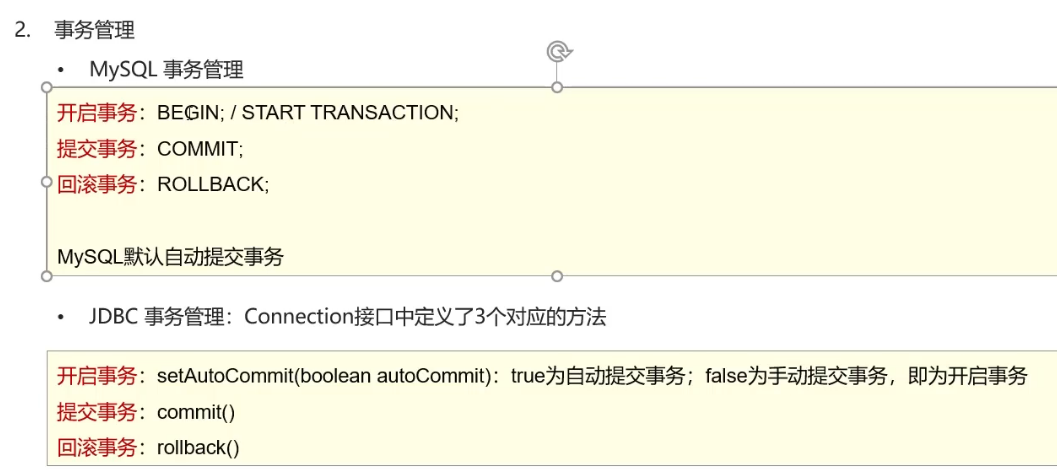 2. 事务管理
• MySQL 事务管理
开启事务：BEGIN; / START TRANSACTION;
提交事务：COMMIT;
回滚事务：ROLLBACK;
MySQL默认自动提交事务
• JDBC 事务管理：Connection接口中定义了3个对应的方法
开启事务：setAutoCommit(boolean autoCommit)：true为自动提交事务；false为手动提交事务，即为开启事务
提交事务：commit()
回滚事务：rollback()